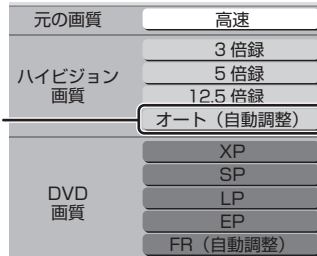 元の画質
高速
ハイビジョン
画質
3 倍録
5 倍録
12.5 倍録
オート（自動調整）
DVD
画質
XP
SP
LP
EP
FR（自動調整）